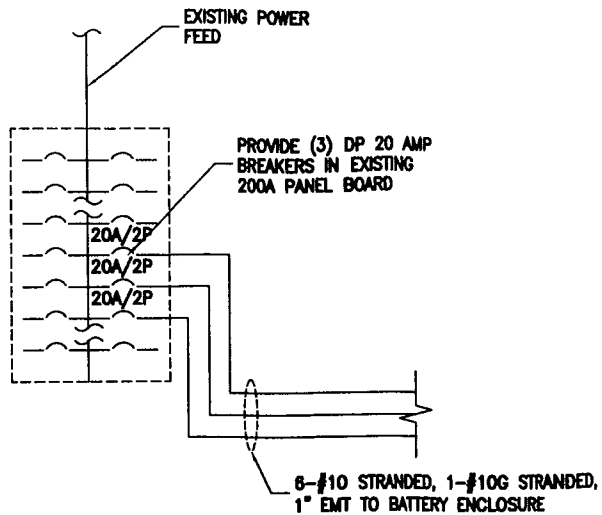 EXISTING POWER
FEED
PROVIDE (3) DP 20 AMP
BREAKERS IN EXISTING
200A PANEL BOARD
20A/2P
20A/2P
20A/2P
6-#10 STRANDED, 1-#10G STRANDED,
1" EMT TO BATTERY ENCLOSURE